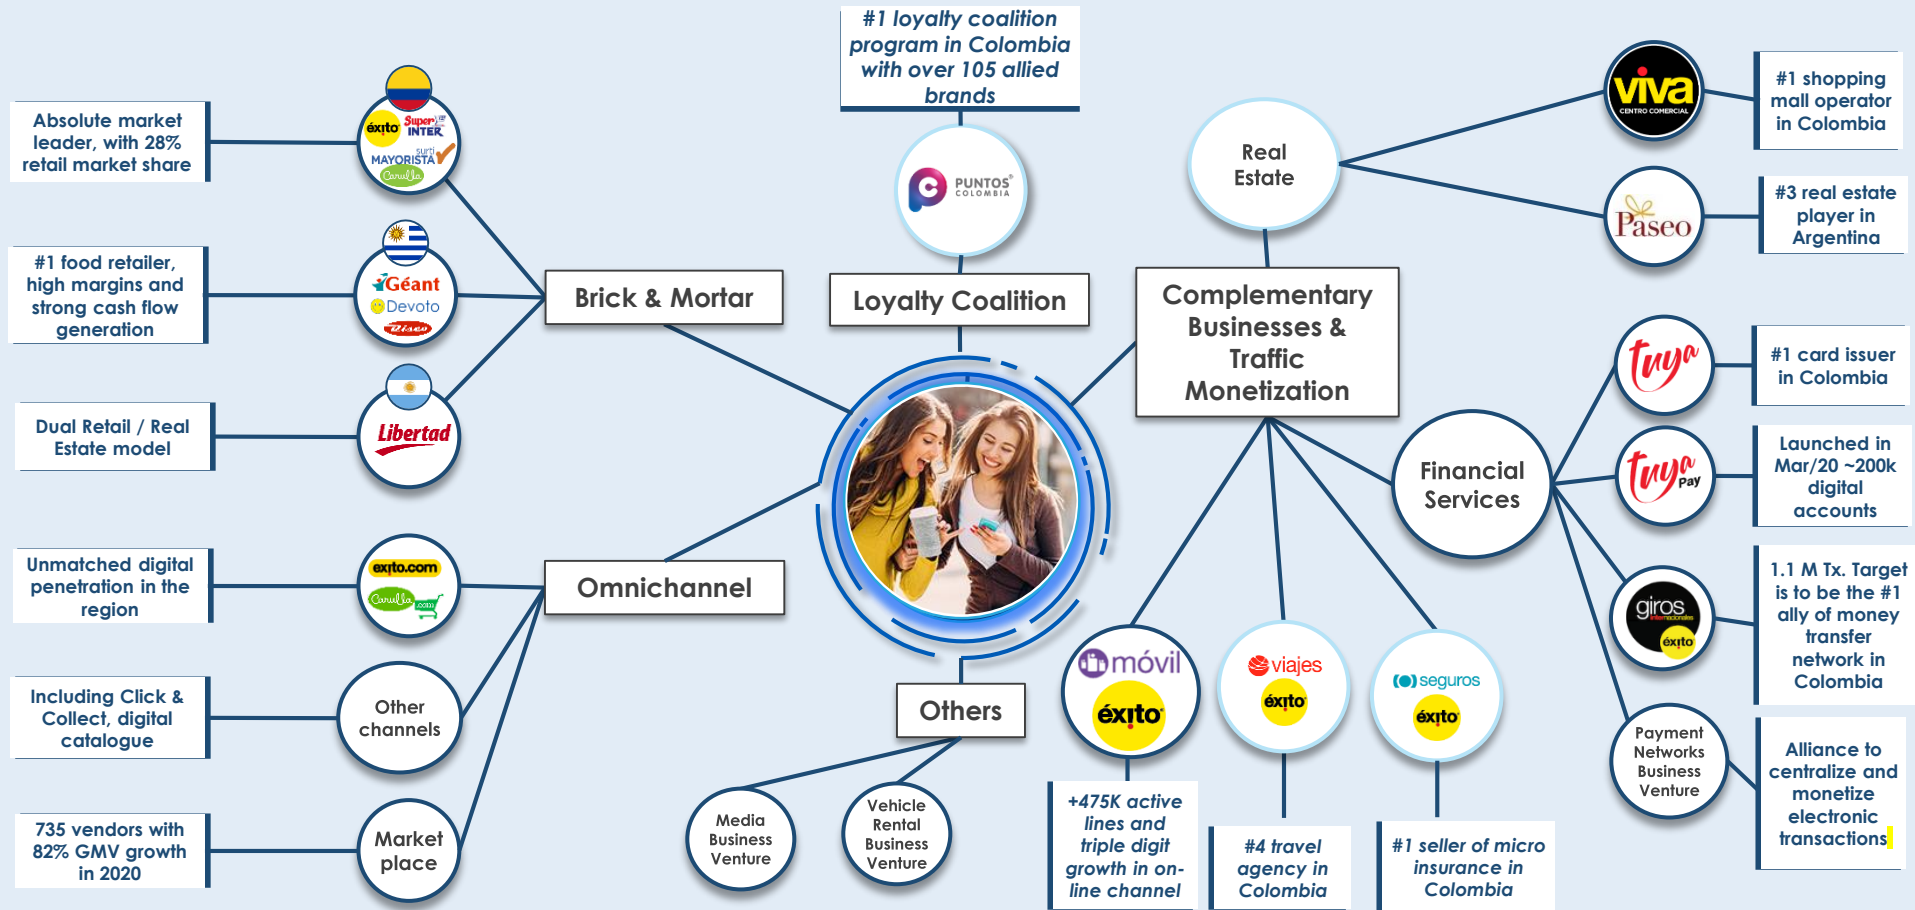 #1 loyalty coalition
program in Colombia
with over 105 allied
brands
PUNTOS®
COLOMBIA
Loyalty Coalition
Absolute market
leader, with 28%
retail market share
éxito
Super
INTER
surti
MAYORISTA
Carulla
#1 food retailer,
high margins and
strong cash flow
generation
Géant
Devoto
Disco
Dual Retail / Real
Estate model
Libertad
Brick & Mortar
Unmatched digital
penetration in the
region
exito.com
Carulla
.com
Including Click &
Collect, digital
catalogue
Other
channels
735 vendors with
82% GMV growth
in 2020
Market
place
Omnichannel
Others
Media
Business
Venture
Vehicle
Rental
Business
Venture
Complementary
Businesses &
Traffic
Monetization
Real
Estate
viva
CENTRO COMERCIAL
#1 shopping
mall operator
in Colombia
Paseo
#3 real estate
player in
Argentina
Financial
Services
tuya
#1 card issuer
in Colombia
tuya
Pay
Launched in
Mar/20 ~200k
digital
accounts
giros
internacionales
éxito
1.1 M Tx. Target
is to be the #1
ally of money
transfer
network in
Colombia
Payment
Networks
Business
Venture
Alliance to
centralize and
monetize
electronic
transactions
móvil
éxito
+475K active
lines and
triple digit
growth in on-
line channel
viajes
éxito
#4 travel
agency in
Colombia
seguros
éxito
#1 seller of micro
insurance in
Colombia